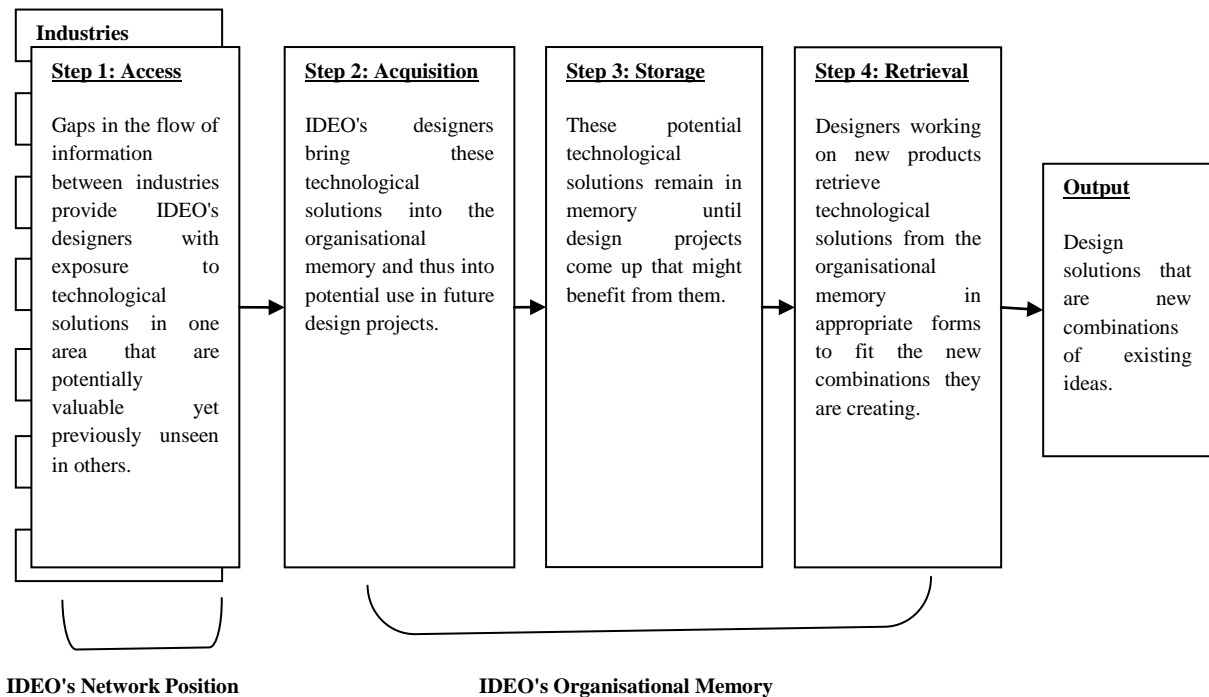 Industries
Step 1: Access
Gaps in the flow of
information
between industries
provide IDEO's
designers with
exposure to
technological
solutions in one
area that are
potentially
valuable yet
previously unseen
in others.
Step 2: Acquisition
IDEO's designers
bring these
technological
solutions into the
organisational
memory and thus into
potential use in future
design projects.
Step 3: Storage
These potential
technological
solutions remain in
memory until
design projects
come up that might
benefit from them.
Step 4: Retrieval
Designers working
on new products
retrieve
technological
solutions from the
organisational
memory in
appropriate forms
to fit the new
combinations they
are creating.
Output
Design
solutions that
are new
combinations
of existing
ideas.
IDEO's Network Position
IDEO's Organisational Memory